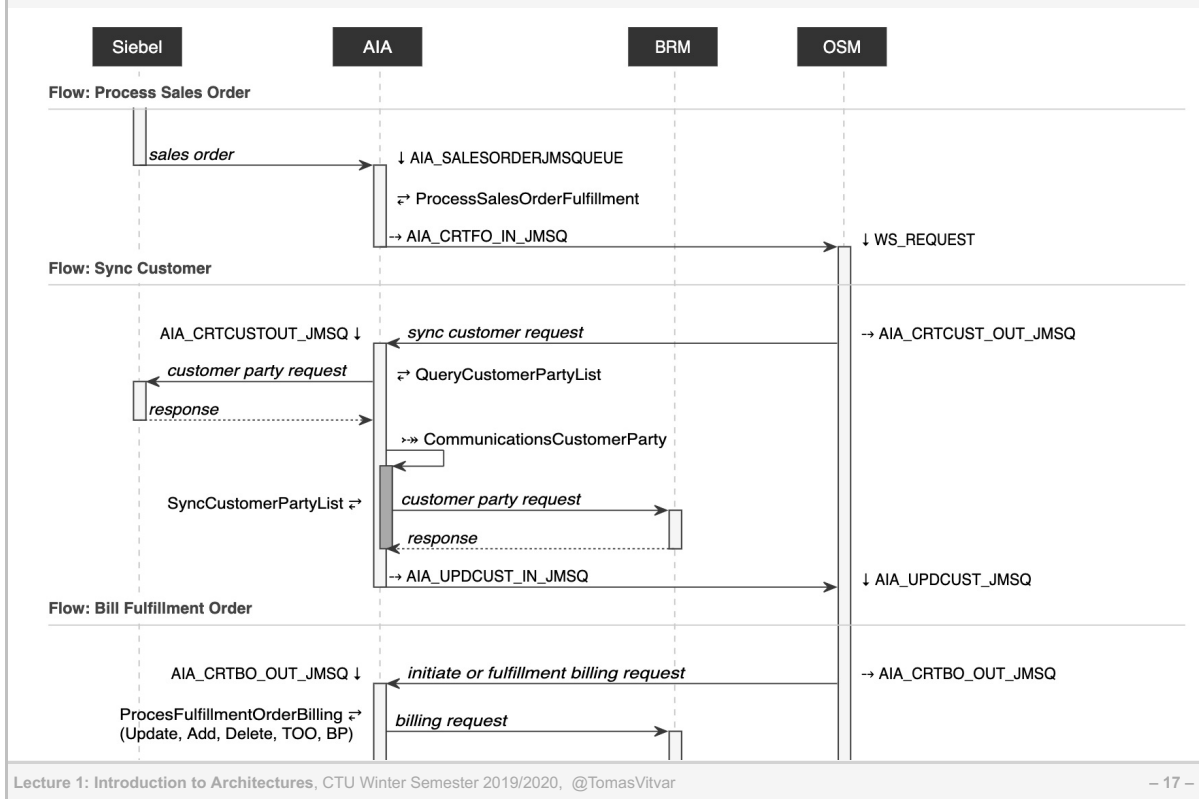 Siebel AIA BRM OSM
Flow: Process Sales Order
sales order ↓ AIA_SALESORDERJMSQUEUE
⇄ ProcessSalesOrderFulfillment
⇢ AIA_CRTFO_IN_JMSQ ↓ WS_REQUEST
Flow: Sync Customer
AIA_CRTCUSTOUT_JMSQ ↓ sync customer request ⇢ AIA_CRTCUST_OUT_JMSQ
customer party request ⇄ QueryCustomerPartyList
response
⤐ CommunicationsCustomerParty
SyncCustomerPartyList ⇄ customer party request
response
⇢ AIA_UPDCUST_IN_JMSQ ↓ AIA_UPDCUST_JMSQ
Flow: Bill Fulfillment Order
AIA_CRTBO_OUT_JMSQ ↓ initiate or fulfillment billing request ⇢ AIA_CRTBO_OUT_JMSQ
ProcesFulfillmentOrderBilling ⇄ billing request
(Update, Add, Delete, TOO, BP)
Lecture 1: Introduction to Architectures, CTU Winter Semester 2019/2020, @TomasVitvar – 17 –